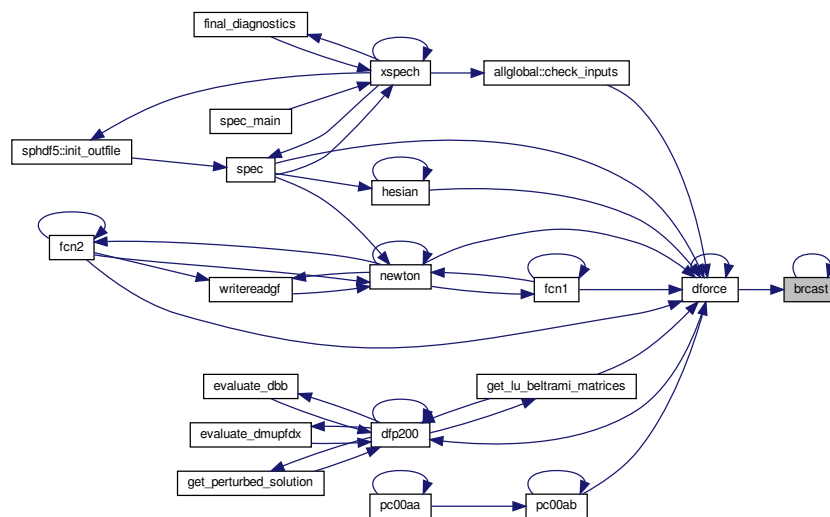 final_diagnostics
xspech
allglobal::check_inputs
spec_main
sphdf5::init_outfile
spec
hesian
fcn2
newton
writereadgf
fcn1
dforce
brcast
evaluate_dbb
get_lu_beltrami_matrices
evaluate_dmupfdx
dfp200
get_perturbed_solution
pc00aa
pc00ab